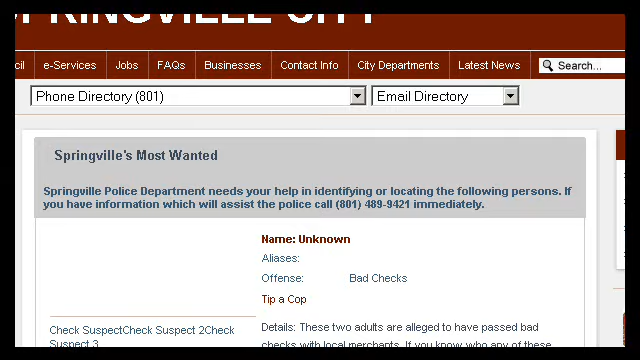 SPRINGVILLE CITY
cil e-Services Jobs FAQs Businesses Contact Info City Departments Latest News Search...
Phone Directory (801) Email Directory
Springville's Most Wanted
Springville Police Department needs your help in identifying or locating the following persons. If
you have information which will assist the police call (801) 489-9421 immediately.
Name: Unknown
Aliases:
Offense: Bad Checks
Tip a Cop
Check SuspectCheck Suspect 2Check
Suspect 3
Details: These two adults are alleged to have passed bad
checks with local merchants. If you know who any of these